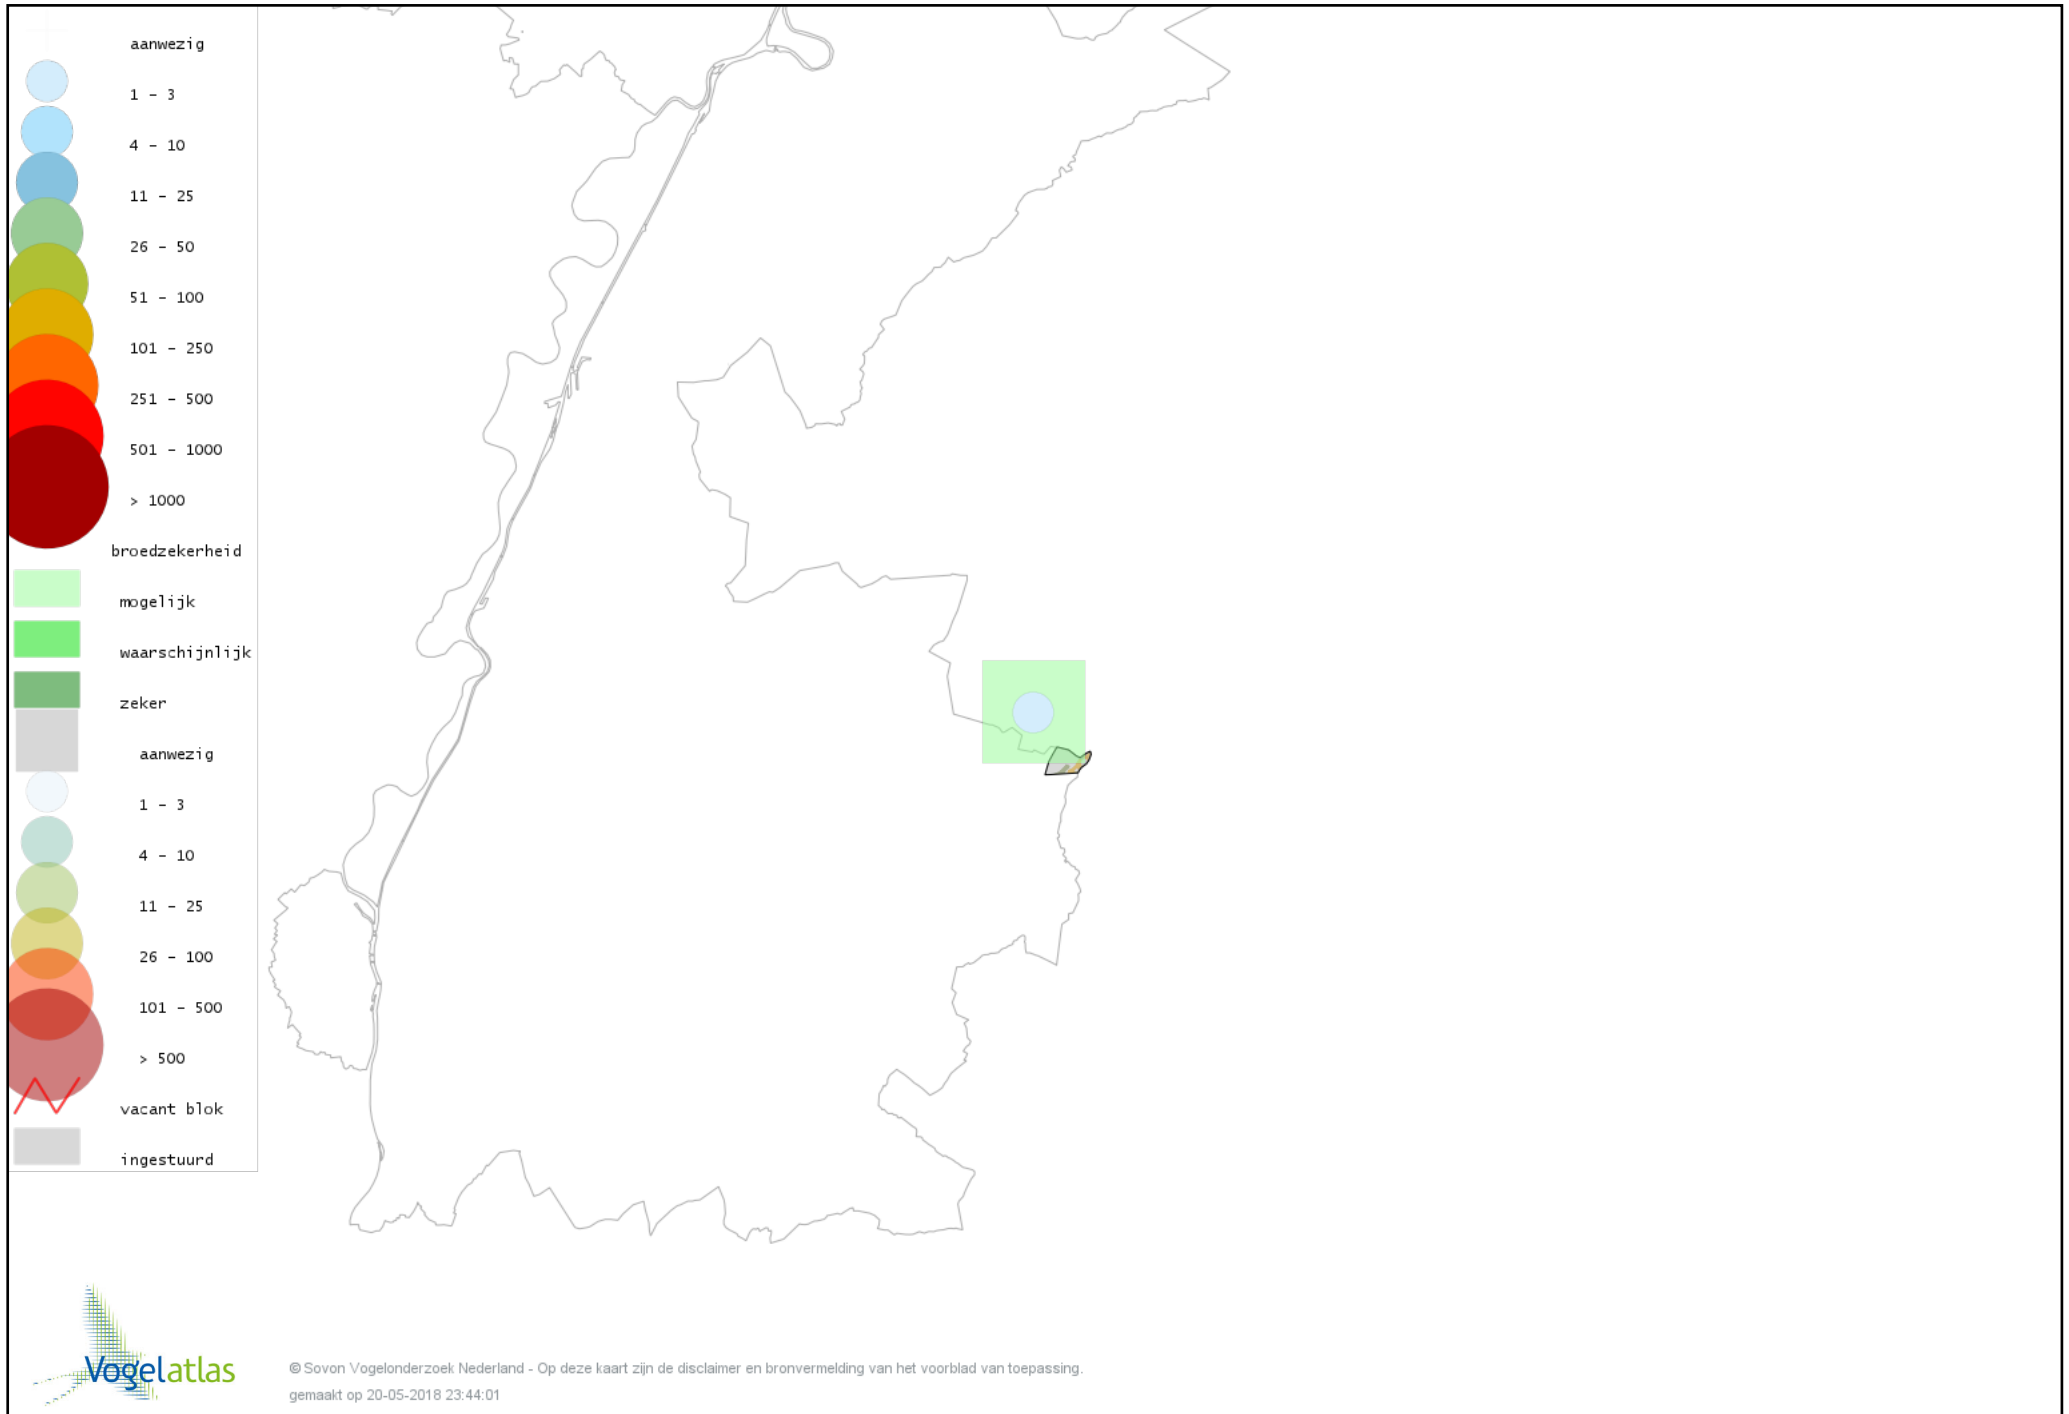 aanwezig
1 - 3
4 - 10
11 - 25
26 - 50
51 - 100
101 - 250
251 - 500
501 - 1000
> 1000
broedzekerheid
mogelijk
waarschijnlijk
zeker
aanwezig
1 - 3
4 - 10
11 - 25
26 - 100
101 - 500
> 500
vacant blok
ingestuurd
Vogelatlas
© Sovon Vogelonderzoek Nederland - Op deze kaart zijn de disclaimer en bronvermelding van het voorblad van toepassing.
gemaakt op 20-05-2018 23:44:01